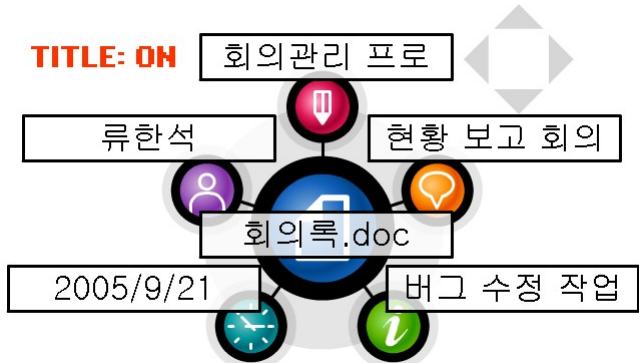 TITLE: ON
회의관리 프로
류한석
현황 보고 회의
회의록.doc
2005/9/21
버그 수정 작업